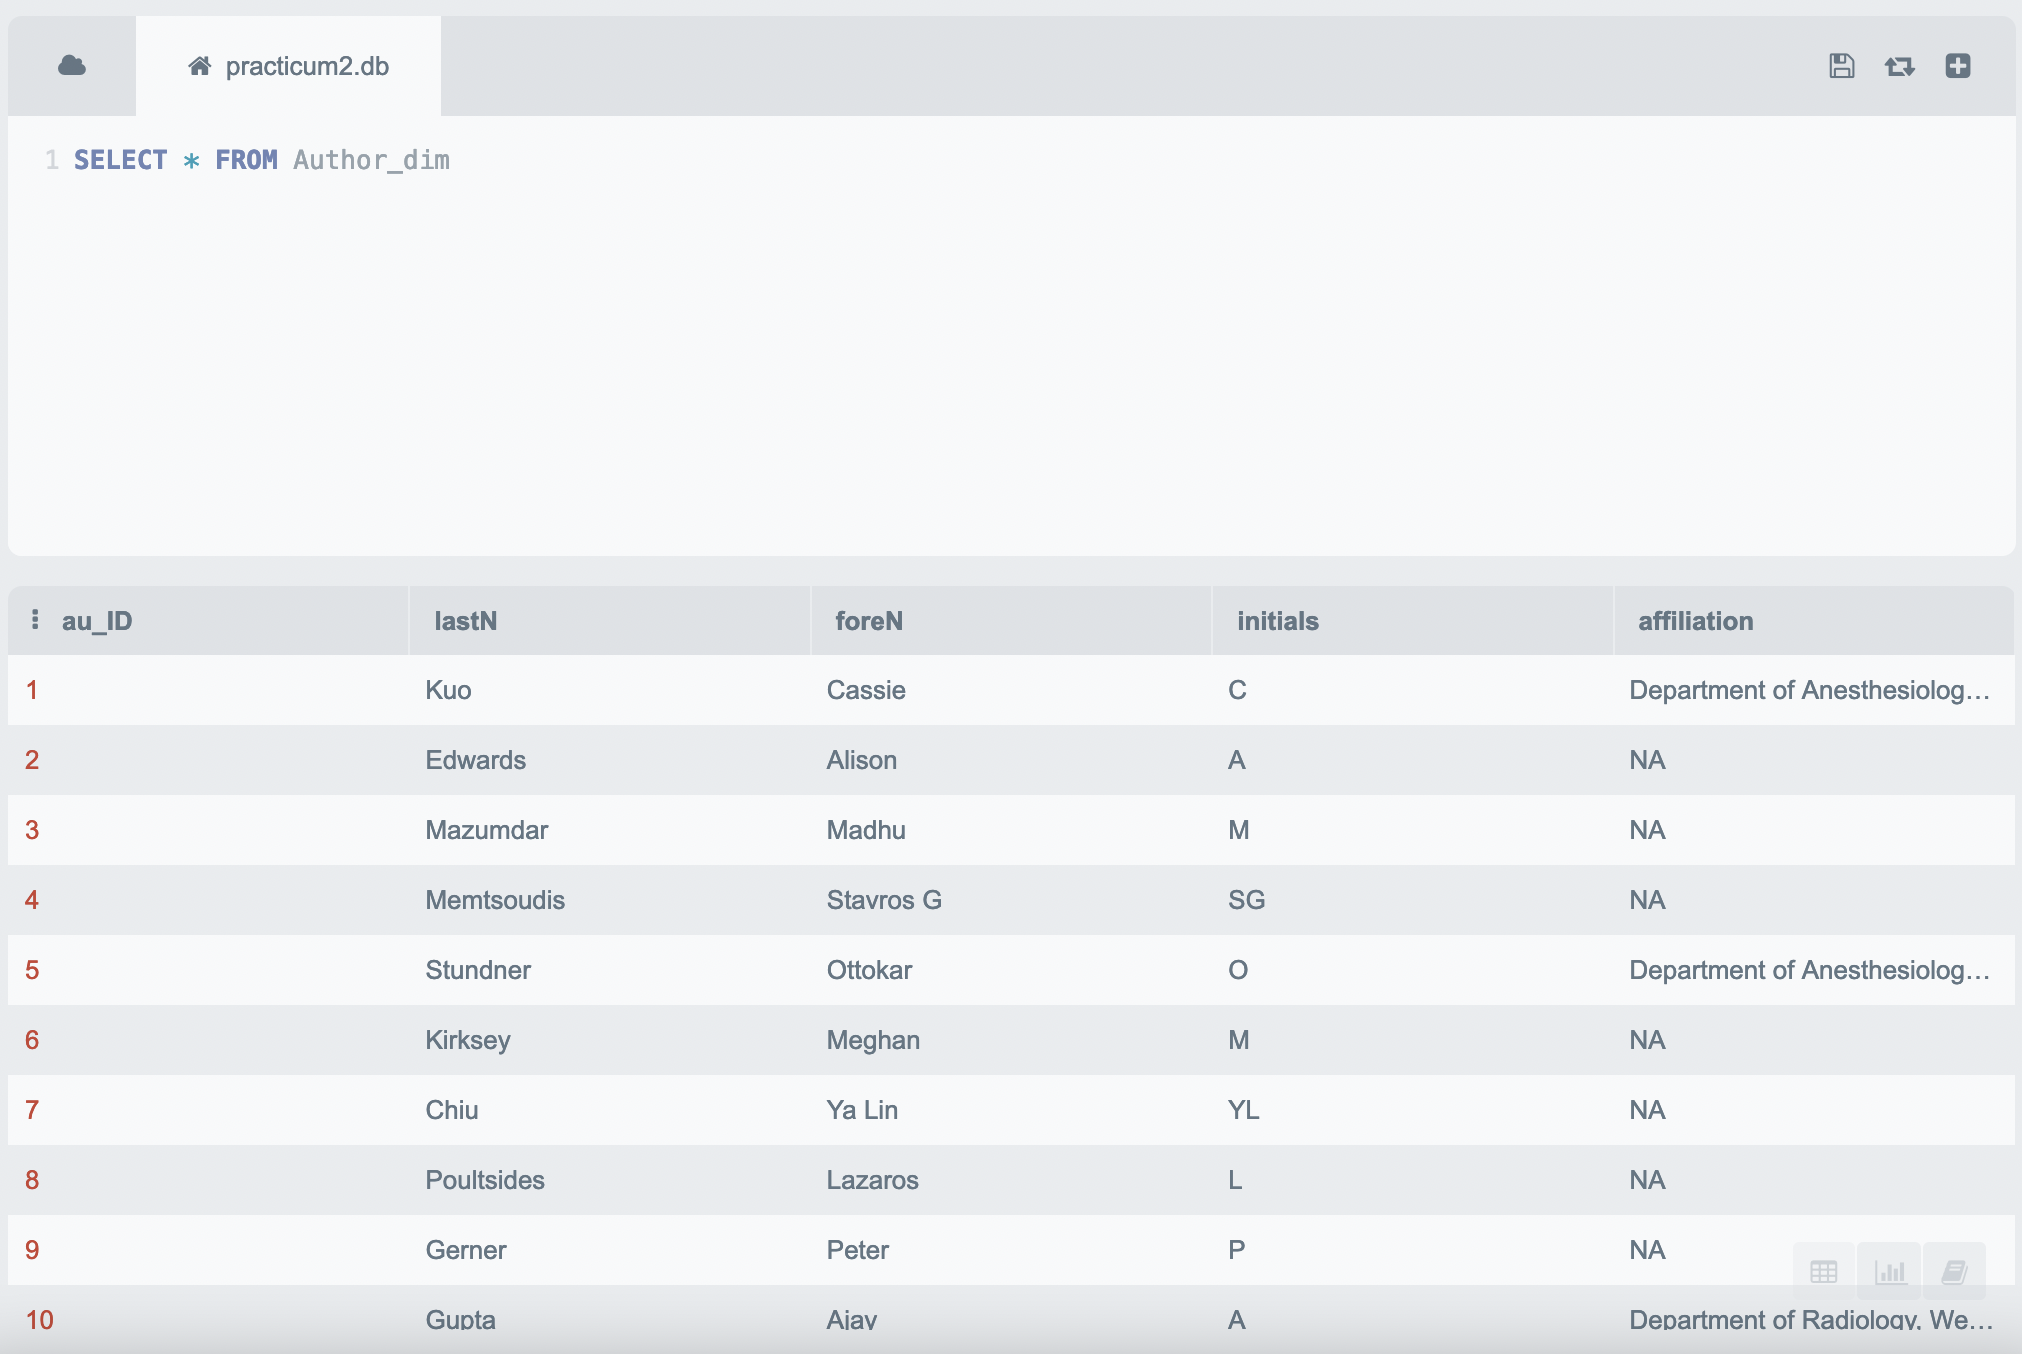 practicum2.db
1 SELECT * FROM Author_dim
au_ID lastN foreN initials affiliation
1 Kuo Cassie C Department of Anesthesiolog…
2 Edwards Alison A NA
3 Mazumdar Madhu M NA
4 Memtsoudis Stavros G SG NA
5 Stundner Ottokar O Department of Anesthesiolog…
6 Kirksey Meghan M NA
7 Chiu Ya Lin YL NA
8 Poultsides Lazaros L NA
9 Gerner Peter P NA
10 Gupta Ajay A Department of Radiology, We…